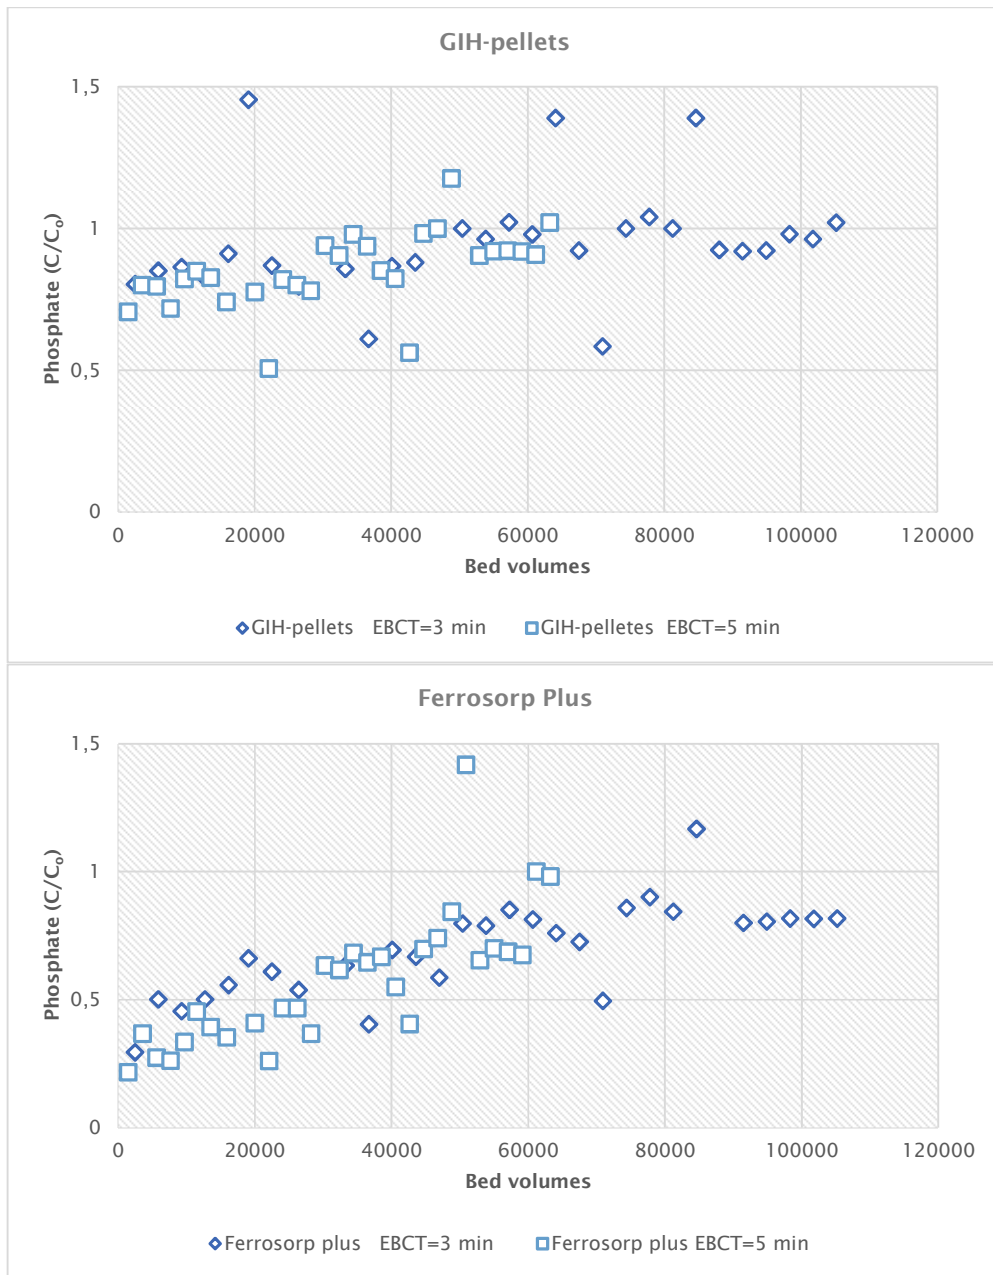 GIH-pellets
Phosphate (C/Co)
1,5
1
0,5
0
0 20000 40000 60000 80000 100000 120000
Bed volumes
GIH-pellets EBCT=3 min GIH-pelletes EBCT=5 min
Ferrosorp Plus
Phosphate (C/Co)
1,5
1
0,5
0
0 20000 40000 60000 80000 100000 120000
Bed volumes
Ferrosorp plus EBCT=3 min Ferrosorp plus EBCT=5 min